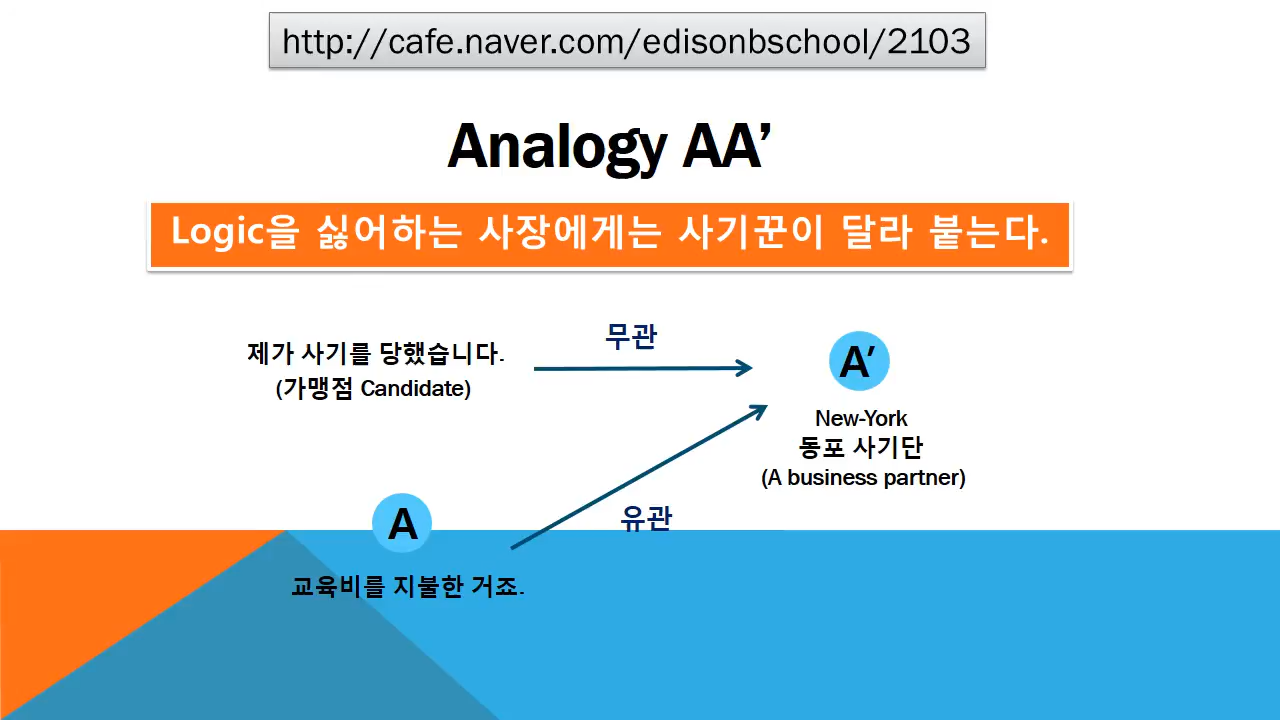 http://cafe.naver.com/edisonbschool/2103
Analogy AA’
Logic을 싫어하는 사장에게는 사기꾼이 달라 붙는다.
제가 사기를 당했습니다.
(가맹점 Candidate)
무관
A’
New-York
동포 사기단
(A business partner)
유관
A
교육비를 지불한 거죠.